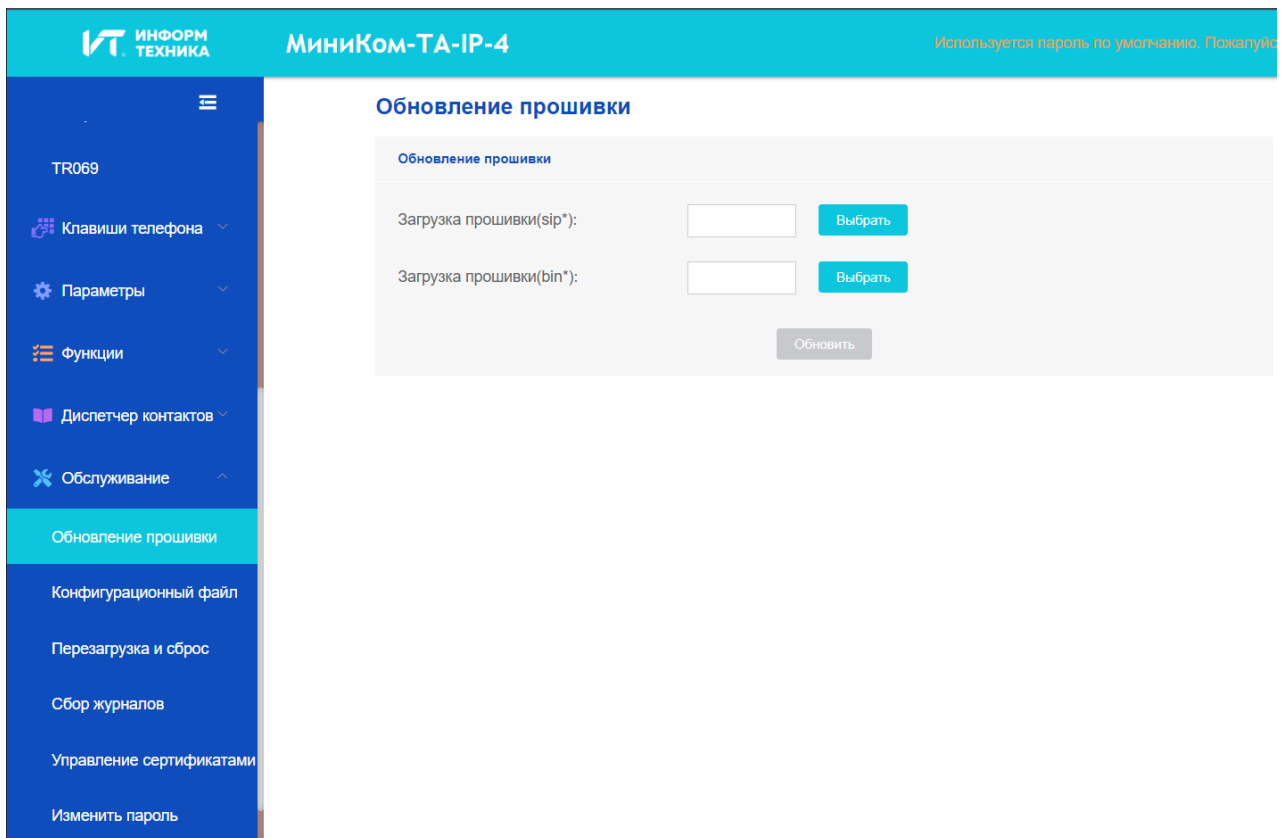 ИНФОРМ
ТЕХНИКА
МиниКом-TA-IP-4
Используется пароль по умолчанию. Пожалуйс
TR069
Клавиши телефона
Параметры
Функции
Диспетчер контактов
Обслуживание
Обновление прошивки
Конфигурационный файл
Перезагрузка и сброс
Сбор журналов
Управление сертификатами
Изменить пароль
Обновление прошивки
Обновление прошивки
Загрузка прошивки(sip*):
Выбрать
Загрузка прошивки(bin*):
Выбрать
Обновить